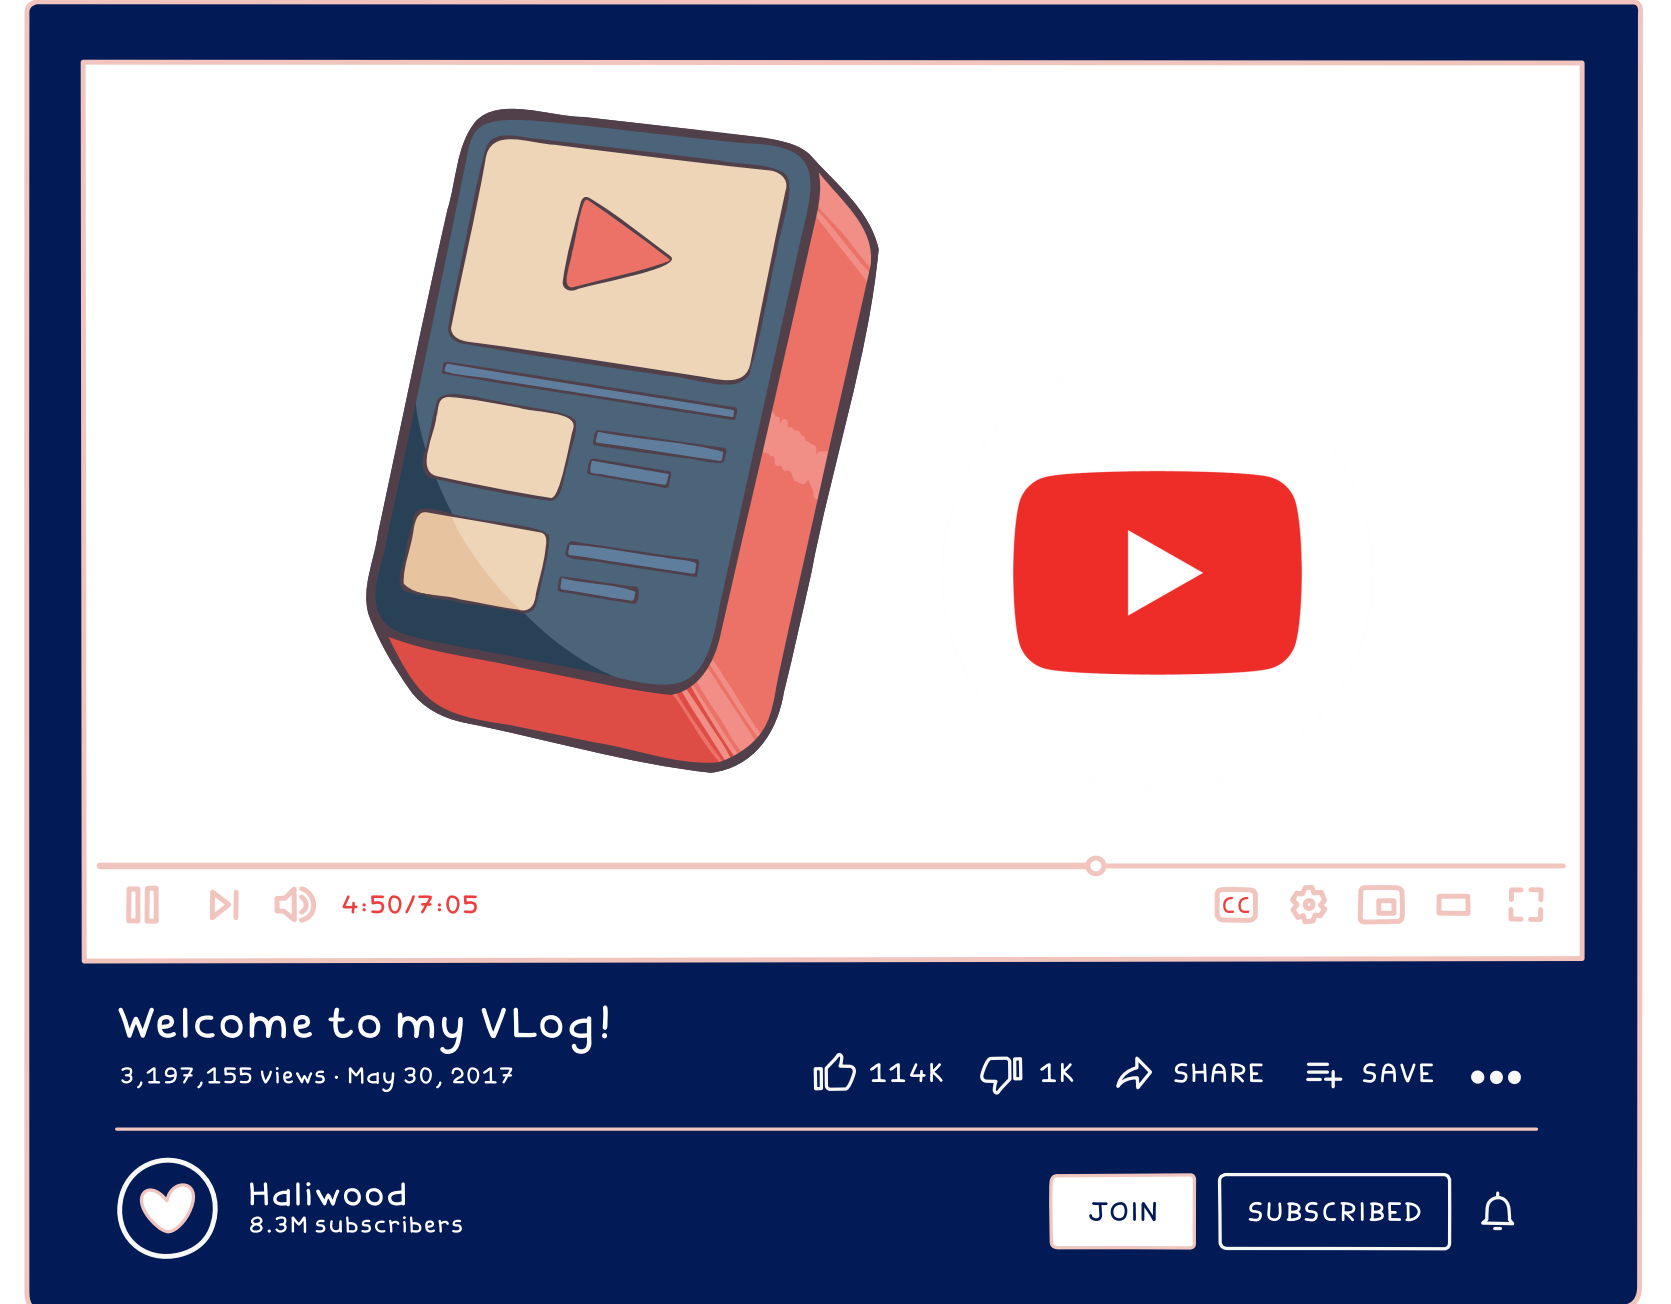 4:50/7:05
CC
Welcome to my VLog!
3,197,155 views · May 30, 2017
114K
1K
SHARE
SAVE
Haliwood
8.3M subscribers
JOIN
SUBSCRIBED